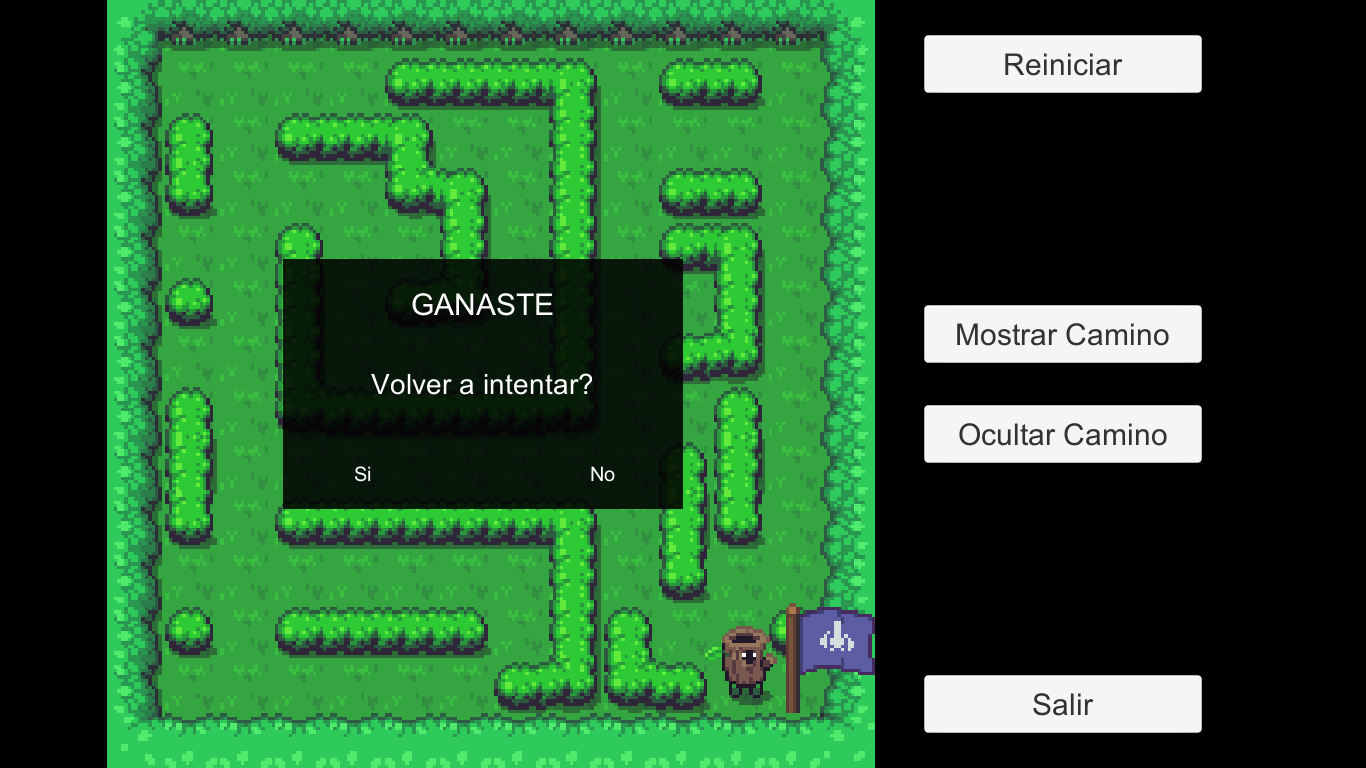 Reiniciar
GANASTE
Mostrar Camino
Volver a intentar?
Ocultar Camino
Si
No
Salir